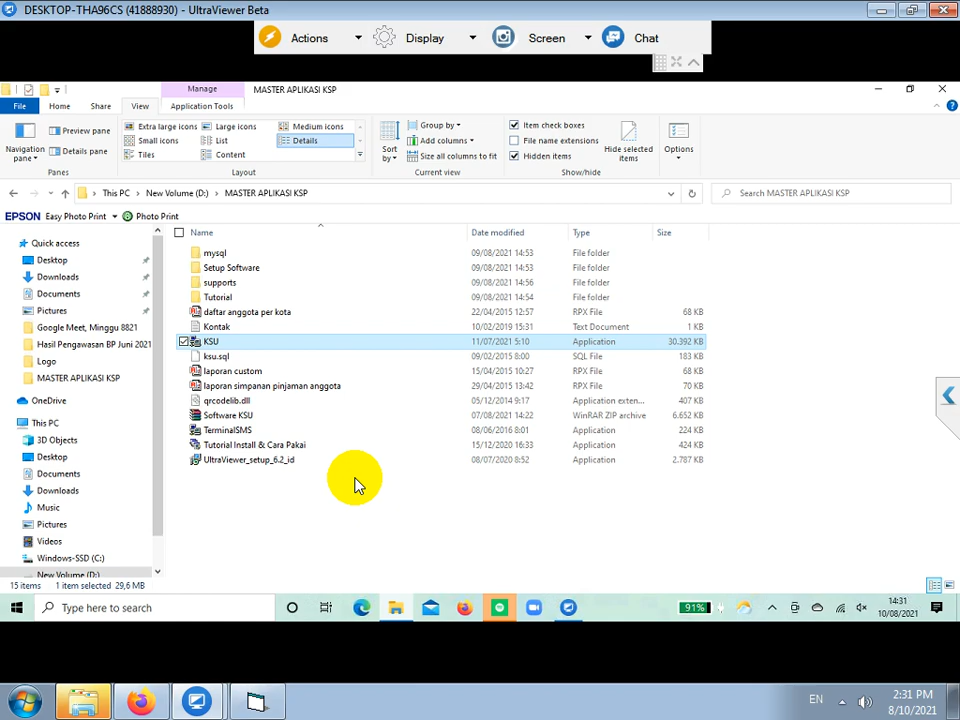 DESKTOP-THA96CS (41888930) - UltraViewer Beta
Actions Display Screen Chat
Manage MASTER APLIKASI KSP
File Home Share View Application Tools
Navigation pane
Preview pane
Details pane
Panes
Extra large icons Large icons Medium icons
Small icons List Details
Tiles Content
Layout
Sort by
Group by
Add columns
Size all columns to fit
Current view
Item check boxes
File name extensions
Hidden items
Hide selected items
Show/hide
Options
This PC New Volume (D:) MASTER APLIKASI KSP
Search MASTER APLIKASI KSP
EPSON Easy Photo Print Photo Print
Quick access
Desktop
Downloads
Documents
Pictures
Google Meet, Minggu 8821
Hasil Pengawasan BP Juni 2021
Logo
MASTER APLIKASI KSP
OneDrive
This PC
3D Objects
Desktop
Documents
Downloads
Music
Pictures
Videos
Windows-SSD (C:)
New Volume (D:)
Name Date modified Type Size
mysql 09/08/2021 14:53 File folder
Setup Software 09/08/2021 14:53 File folder
supports 09/08/2021 14:56 File folder
Tutorial 09/08/2021 14:54 File folder
daftar anggota per kota 22/04/2015 12:57 RPX File 68 KB
Kontak 10/02/2019 15:31 Text Document 1 KB
KSU 11/07/2021 5:10 Application 30.392 KB
ksu.sql 09/02/2015 8:00 SQL File 183 KB
laporan custom 15/04/2015 10:27 RPX File 68 KB
laporan simpanan pinjaman anggota 29/04/2015 13:42 RPX File 70 KB
qrcodelib.dll 05/12/2014 9:17 Application exten... 407 KB
Software KSU 07/08/2021 14:22 WinRAR ZIP archive 6.652 KB
TerminalSMS 08/06/2016 8:01 Application 224 KB
Tutorial Install & Cara Pakai 15/12/2020 16:33 Application 424 KB
UltraViewer_setup_6.2_id 08/07/2020 8:52 Application 2.787 KB
15 items 1 item selected 29,6 MB
Type here to search
91%
14:31
10/08/2021
EN
2:31 PM
8/10/2021